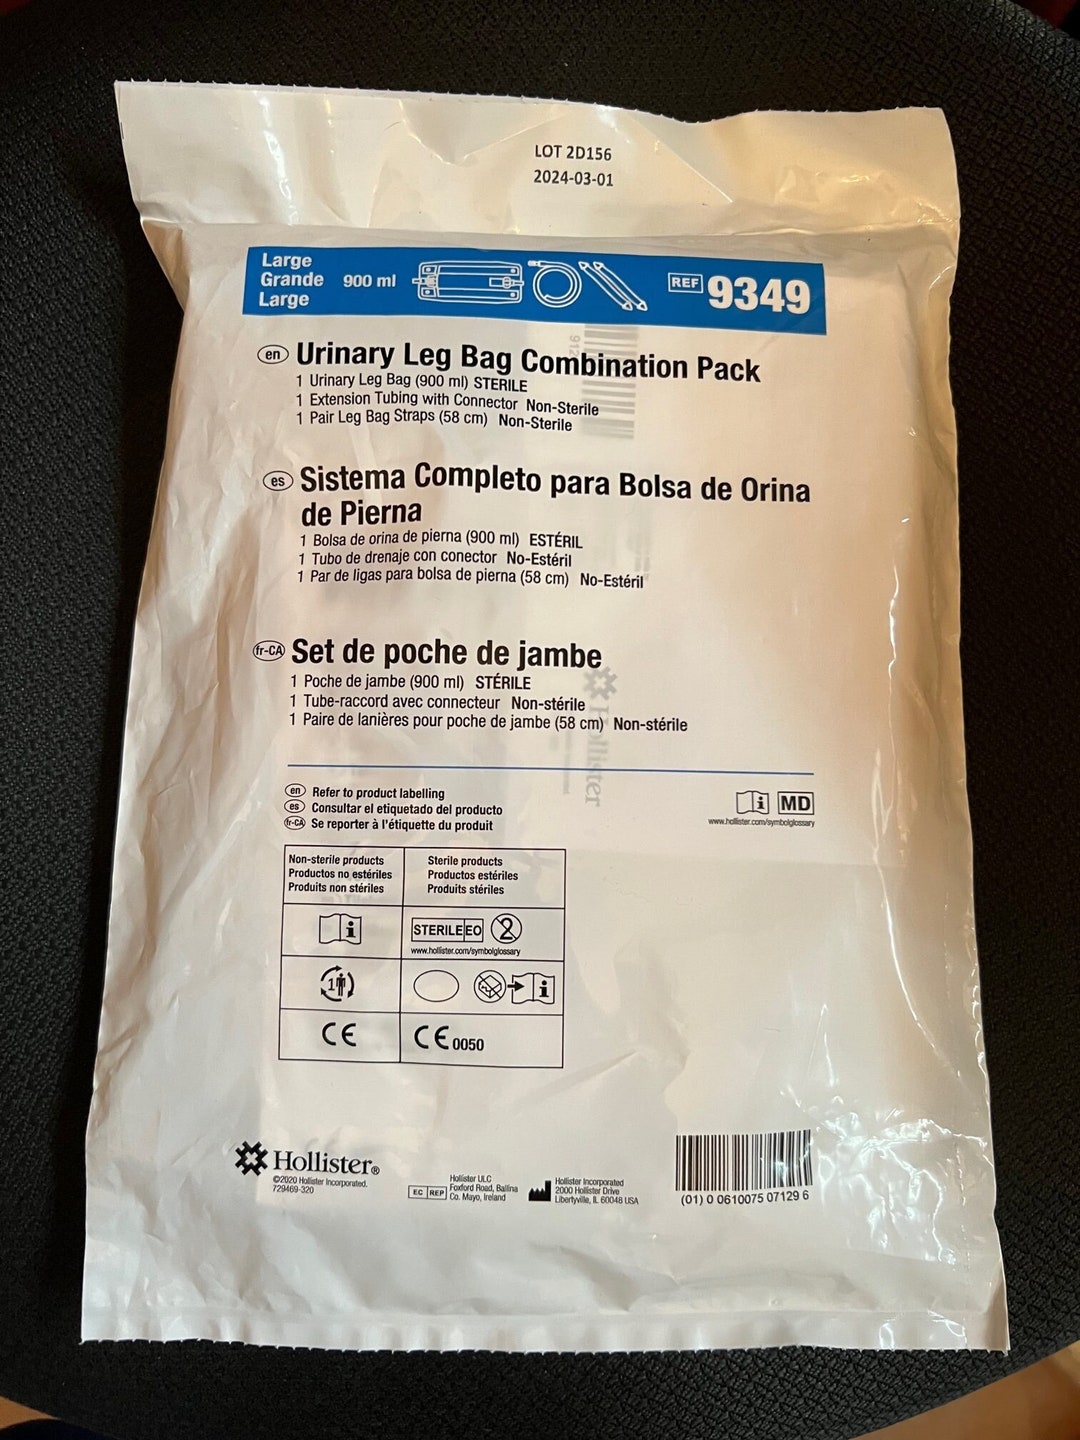 LOT 2D156
2024-03-01
Large
Grande
Large
900 ml
REF 9349
en Urinary Leg Bag Combination Pack
1 Urinary Leg Bag (900 ml) STERILE
1 Extension Tubing with Connector Non-Sterile
1 Pair Leg Bag Straps (58 cm) Non-Sterile
es Sistema Completo para Bolsa de Orina
de Pierna
1 Bolsa de orina de pierna (900 ml) ESTÉRIL
1 Tubo de drenaje con conector No-Estéril
1 Par de ligas para bolsa de pierna (58 cm) No-Estéril
fr-CA Set de poche de jambe
1 Poche de jambe (900 ml) STÉRILE
1 Tube-raccord avec connecteur Non-stérile
1 Paire de lanières pour poche de jambe (58 cm) Non-stérile
Hollister
en Refer to product labelling
es Consultar el etiquetado del producto
fr-CA Se reporter à l'étiquette du produit
i MD
www.hollister.com/symbolglossary
Non-sterile products
Productos no estériles
Produits non stériles
Sterile products
Productos estériles
Produits stériles
i
STERILE EO 2
www.hollister.com/symbolglossary
1
i
CE
CE 0050
Hollister®
©2020 Hollister Incorporated.
729469-320
EC REP
Hollister ULC
Foxford Road, Ballina
Co. Mayo, Ireland
Hollister Incorporated
2000 Hollister Drive
Libertyville, IL 60048 USA
(01) 0 0610075 07129 6